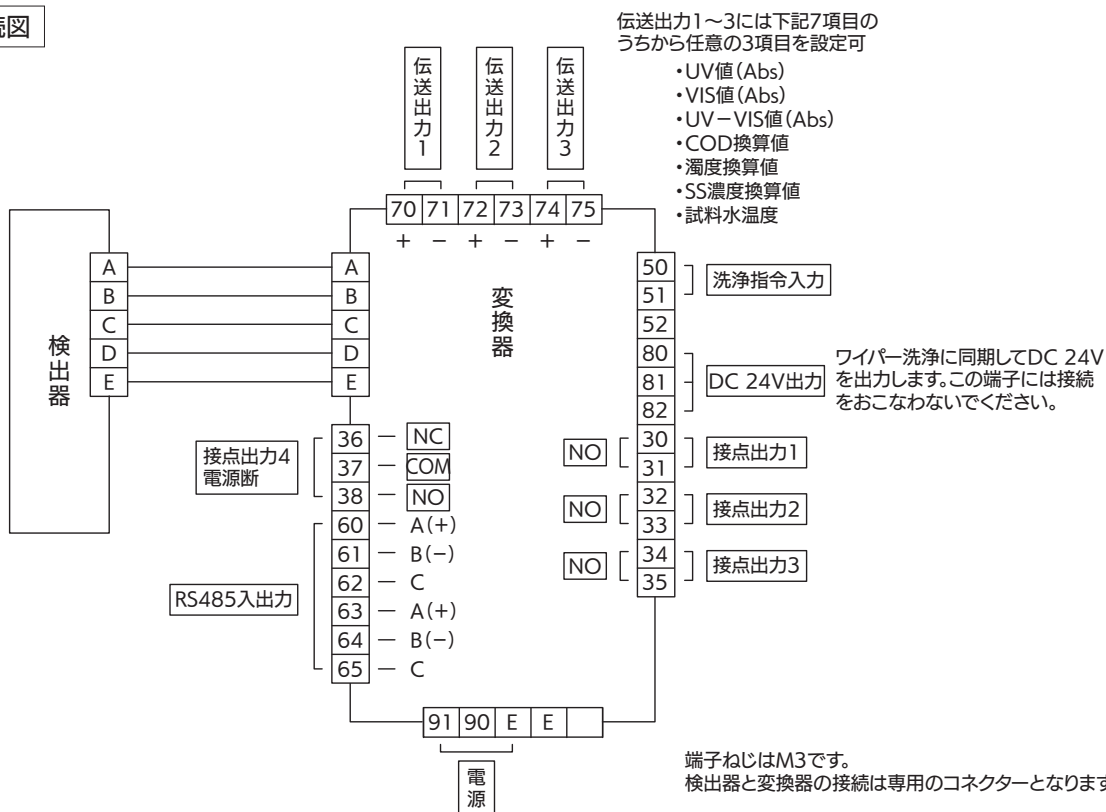 続図
伝送出力1～3には下記7項目の
うちから任意の3項目を設定可
・UV値(Abs)
・VIS値(Abs)
・UV－VIS値(Abs)
・COD換算値
・濁度換算値
・SS濃度換算値
・試料水温度
伝送出力1
伝送出力2
伝送出力3
70 71 72 73 74 75
+ − + − + −
検出器
A
B
C
D
E
A
B
C
D
E
変換器
50
51
52
80
81
82
30
31
32
33
34
35
洗浄指令入力
DC 24V出力
ワイパー洗浄に同期してDC 24V
を出力します。この端子には接続
をおこなわないでください。
NO
接点出力1
NO
接点出力2
NO
接点出力3
接点出力4
電源断
36 − NC
37 − COM
38 − NO
RS485入出力
60 − A(+)
61 − B(−)
62 − C
63 − A(+)
64 − B(−)
65 − C
91 90 E E
電源
端子ねじはM3です。
検出器と変換器の接続は専用のコネクターとなります